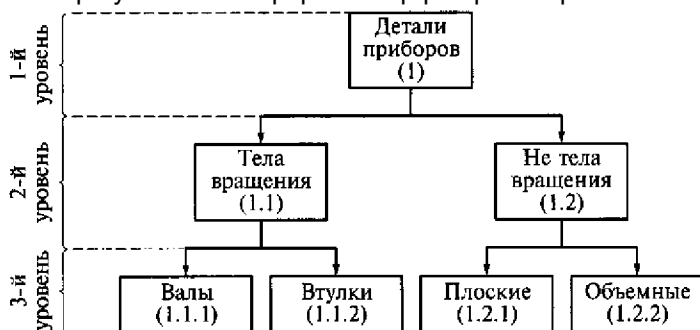 Детали
приборов
(1)
1-й
уровень
Тела
вращения
(1.1)
Не тела
вращения
(1.2)
2-й
уровень
Валы
(1.1.1)
Втулки
(1.1.2)
Плоские
(1.2.1)
Объемные
(1.2.2)
3-й
уровень